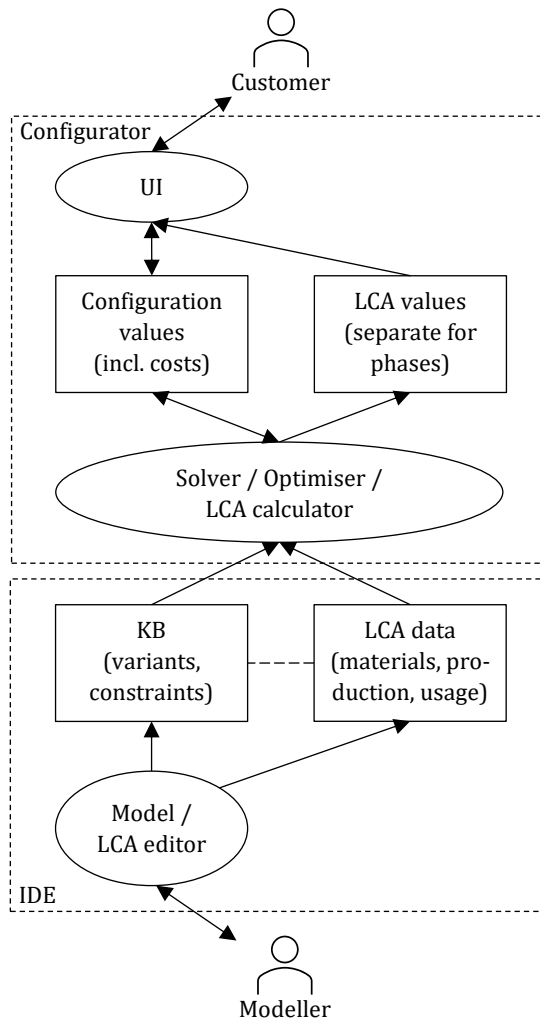 Customer
Configurator
UI
Configuration
values
(incl. costs)
LCA values
(separate for
phases)
Solver / Optimiser /
LCA calculator
KB
(variants,
constraints)
LCA data
(materials, pro-
duction, usage)
Model /
LCA editor
IDE
Modeller